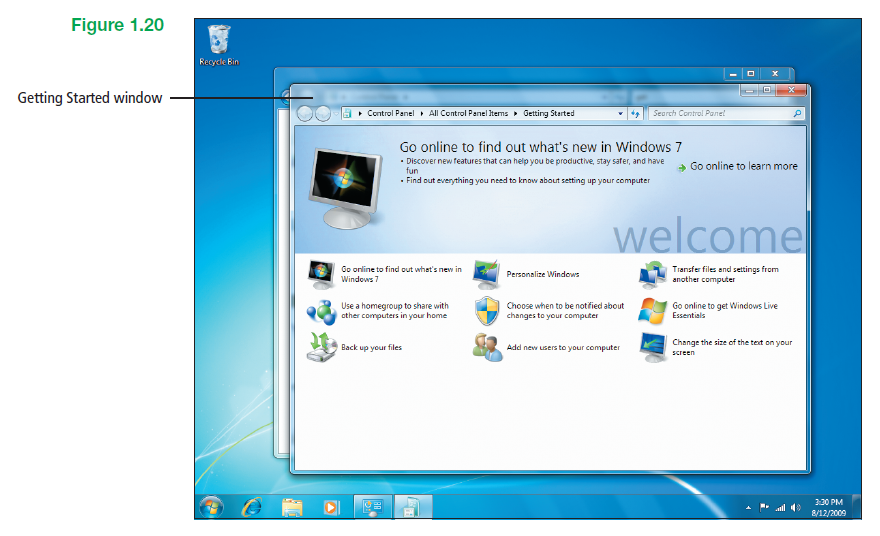 Figure 1.20
Recycle Bin
Getting Started window
Control Panel
All Control Panel Items
Getting Started
Search Control Panel
Go online to find out what's new in Windows 7
• Discover new features that can help you be productive, stay safer, and have
fun
• Find out everything you need to know about setting up your computer
Go online to learn more
welcome
Go online to find out what's new in
Windows 7
Personalize Windows
Transfer files and settings from
another computer
Use a homegroup to share with
other computers in your home
Choose when to be notified about
changes to your computer
Go online to get Windows Live
Essentials
Back up your files
Add new users to your computer
Change the size of the text on your
screen
3:30 PM
8/12/2009